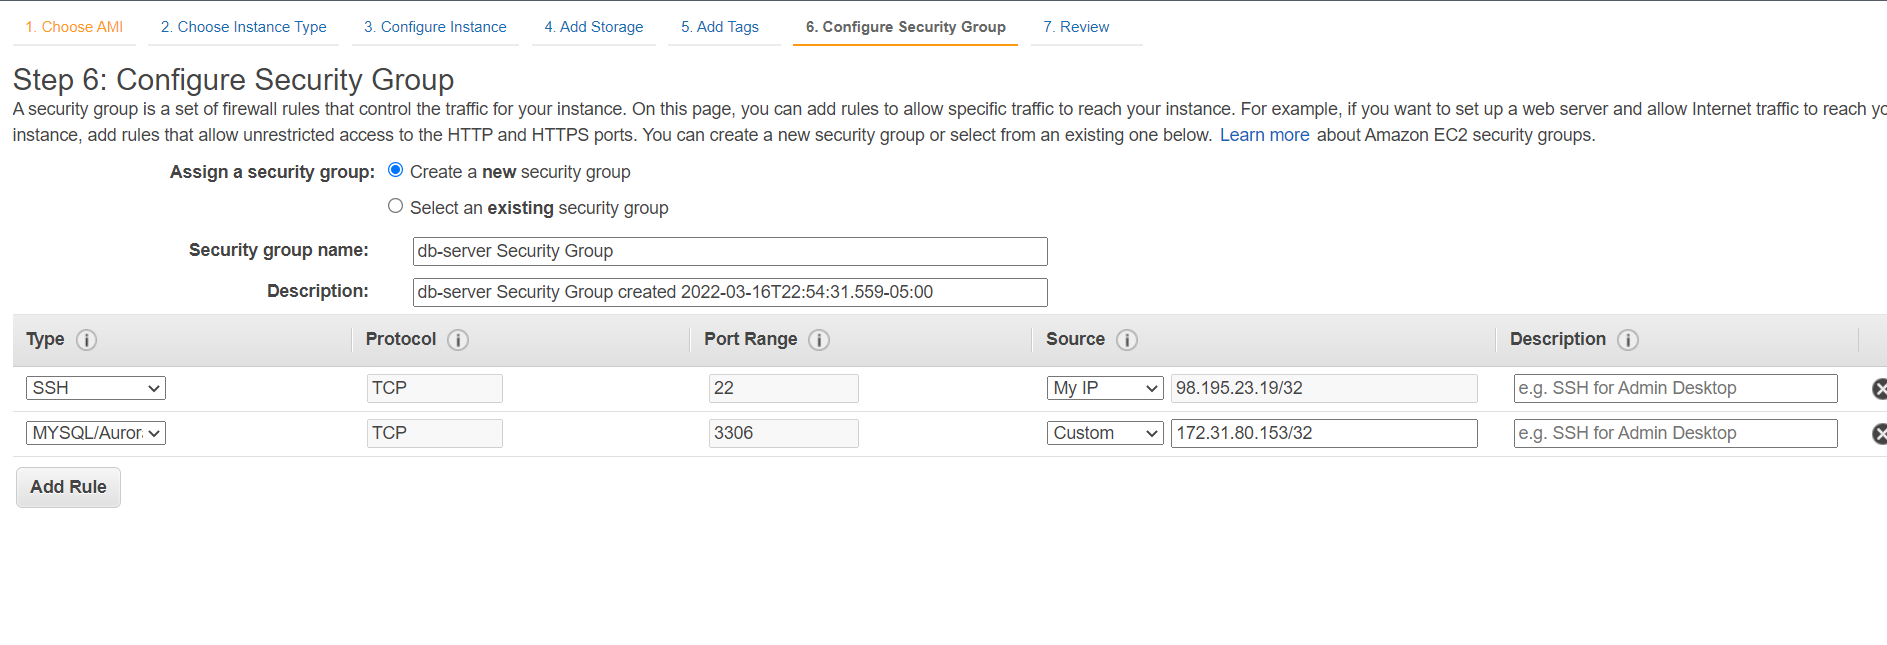 1. Choose AMI 2. Choose Instance Type 3. Configure Instance 4. Add Storage 5. Add Tags 6. Configure Security Group 7. Review
Step 6: Configure Security Group
A security group is a set of firewall rules that control the traffic for your instance. On this page, you can add rules to allow specific traffic to reach your instance. For example, if you want to set up a web server and allow Internet traffic to reach
instance, add rules that allow unrestricted access to the HTTP and HTTPS ports. You can create a new security group or select from an existing one below. Learn more about Amazon EC2 security groups.
Assign a security group: Create a new security group
Select an existing security group
Security group name: db-server Security Group
Description: db-server Security Group created 2022-03-16T22:54:31.559-05:00
Type Protocol Port Range Source Description
SSH TCP 22 My IP 98.195.23.19/32 e.g. SSH for Admin Desktop
MYSQL/Auror TCP 3306 Custom 172.31.80.153/32 e.g. SSH for Admin Desktop
Add Rule